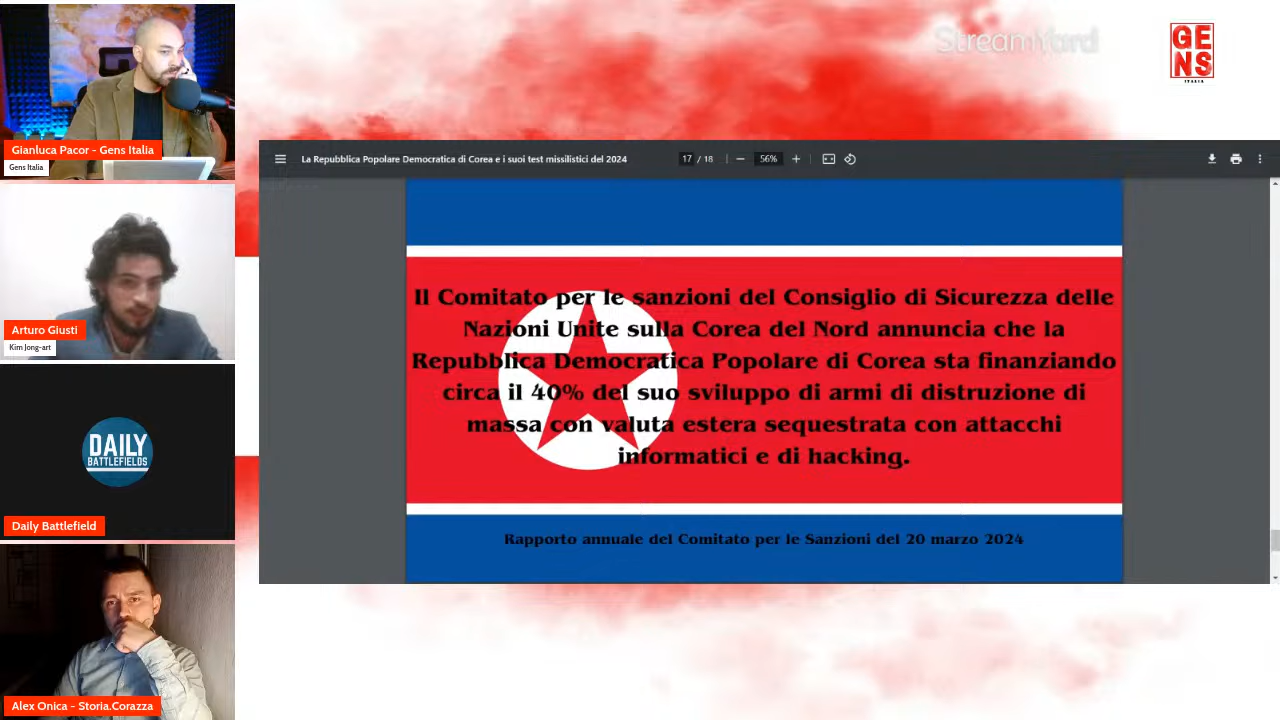 StreamYard
GENS
ITALIA
Gianluca Pacor - Gens Italia
Gens Italia
Arturo Giusti
Kim Jong-art
DAILY
BATTLEFIELDS
Daily Battlefield
Alex Onica - Storia.Corazza
La Repubblica Popolare Democratica di Corea e i suoi test missilistici del 2024
17 / 18
56%
Il Comitato per le sanzioni del Consiglio di Sicurezza delle
Nazioni Unite sulla Corea del Nord annuncia che la
Repubblica Democratica Popolare di Corea sta finanziando
circa il 40% del suo sviluppo di armi di distruzione di
massa con valuta estera sequestrata con attacchi
informatici e di hacking.
Rapporto annuale del Comitato per le Sanzioni del 20 marzo 2024